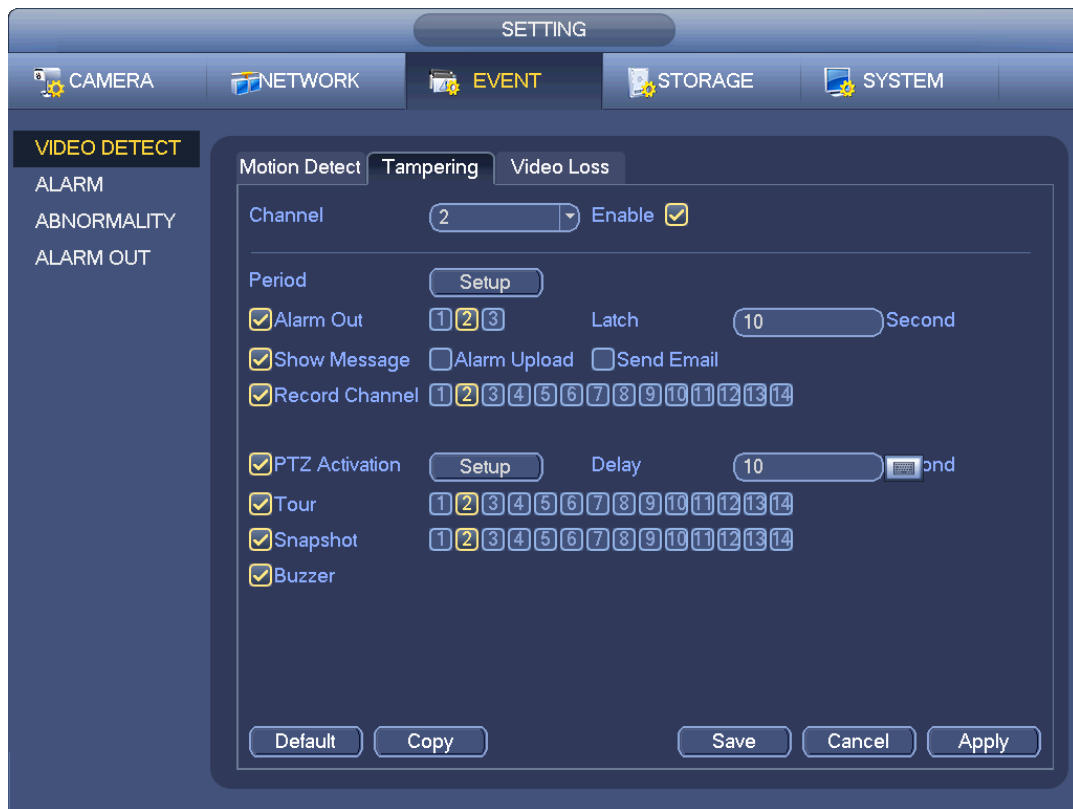 SETTING
CAMERA NETWORK EVENT STORAGE SYSTEM
VIDEO DETECT
ALARM
ABNORMALITY
ALARM OUT
Motion Detect Tampering Video Loss
Channel 2 Enable
Period Setup
Alarm Out 1 2 3 Latch 10 Second
Show Message Alarm Upload Send Email
Record Channel 1 2 3 4 5 6 7 8 9 10 11 12 13 14
PTZ Activation Setup Delay 10 ond
Tour 1 2 3 4 5 6 7 8 9 10 11 12 13 14
Snapshot 1 2 3 4 5 6 7 8 9 10 11 12 13 14
Buzzer
Default Copy Save Cancel Apply